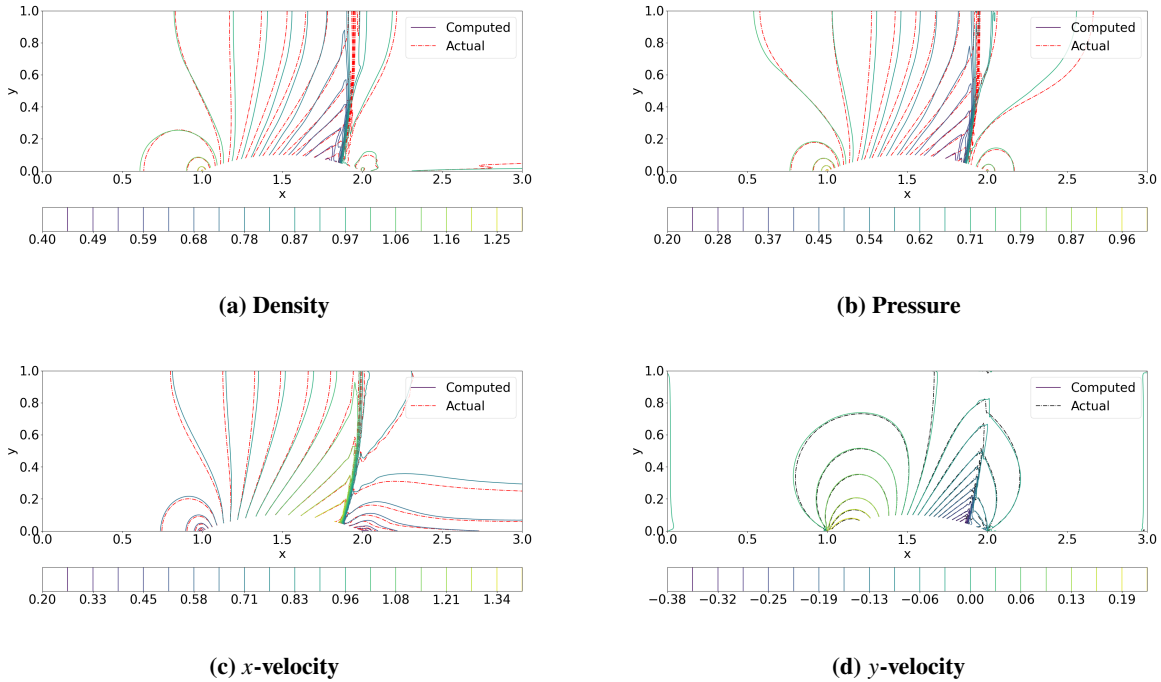 1.0
0.8
0.6
y
0.4
0.2
0.0
0.0 0.5 1.0 1.5 2.0 2.5 3.0
x
Computed
Actual
0.40 0.49 0.59 0.68 0.78 0.87 0.97 1.06 1.16 1.25
(a) Density
1.0
0.8
0.6
y
0.4
0.2
0.0
0.0 0.5 1.0 1.5 2.0 2.5 3.0
x
Computed
Actual
0.20 0.28 0.37 0.45 0.54 0.62 0.71 0.79 0.87 0.96
(b) Pressure
1.0
0.8
0.6
y
0.4
0.2
0.0
0.0 0.5 1.0 1.5 2.0 2.5 3.0
x
Computed
Actual
0.20 0.33 0.45 0.58 0.71 0.83 0.96 1.08 1.21 1.34
(c) x-velocity
1.0
0.8
0.6
y
0.4
0.2
0.0
0.0 0.5 1.0 1.5 2.0 2.5 3.0
x
Computed
Actual
−0.38 −0.32 −0.25 −0.19 −0.13 −0.06 0.00 0.06 0.13 0.19
(d) y-velocity